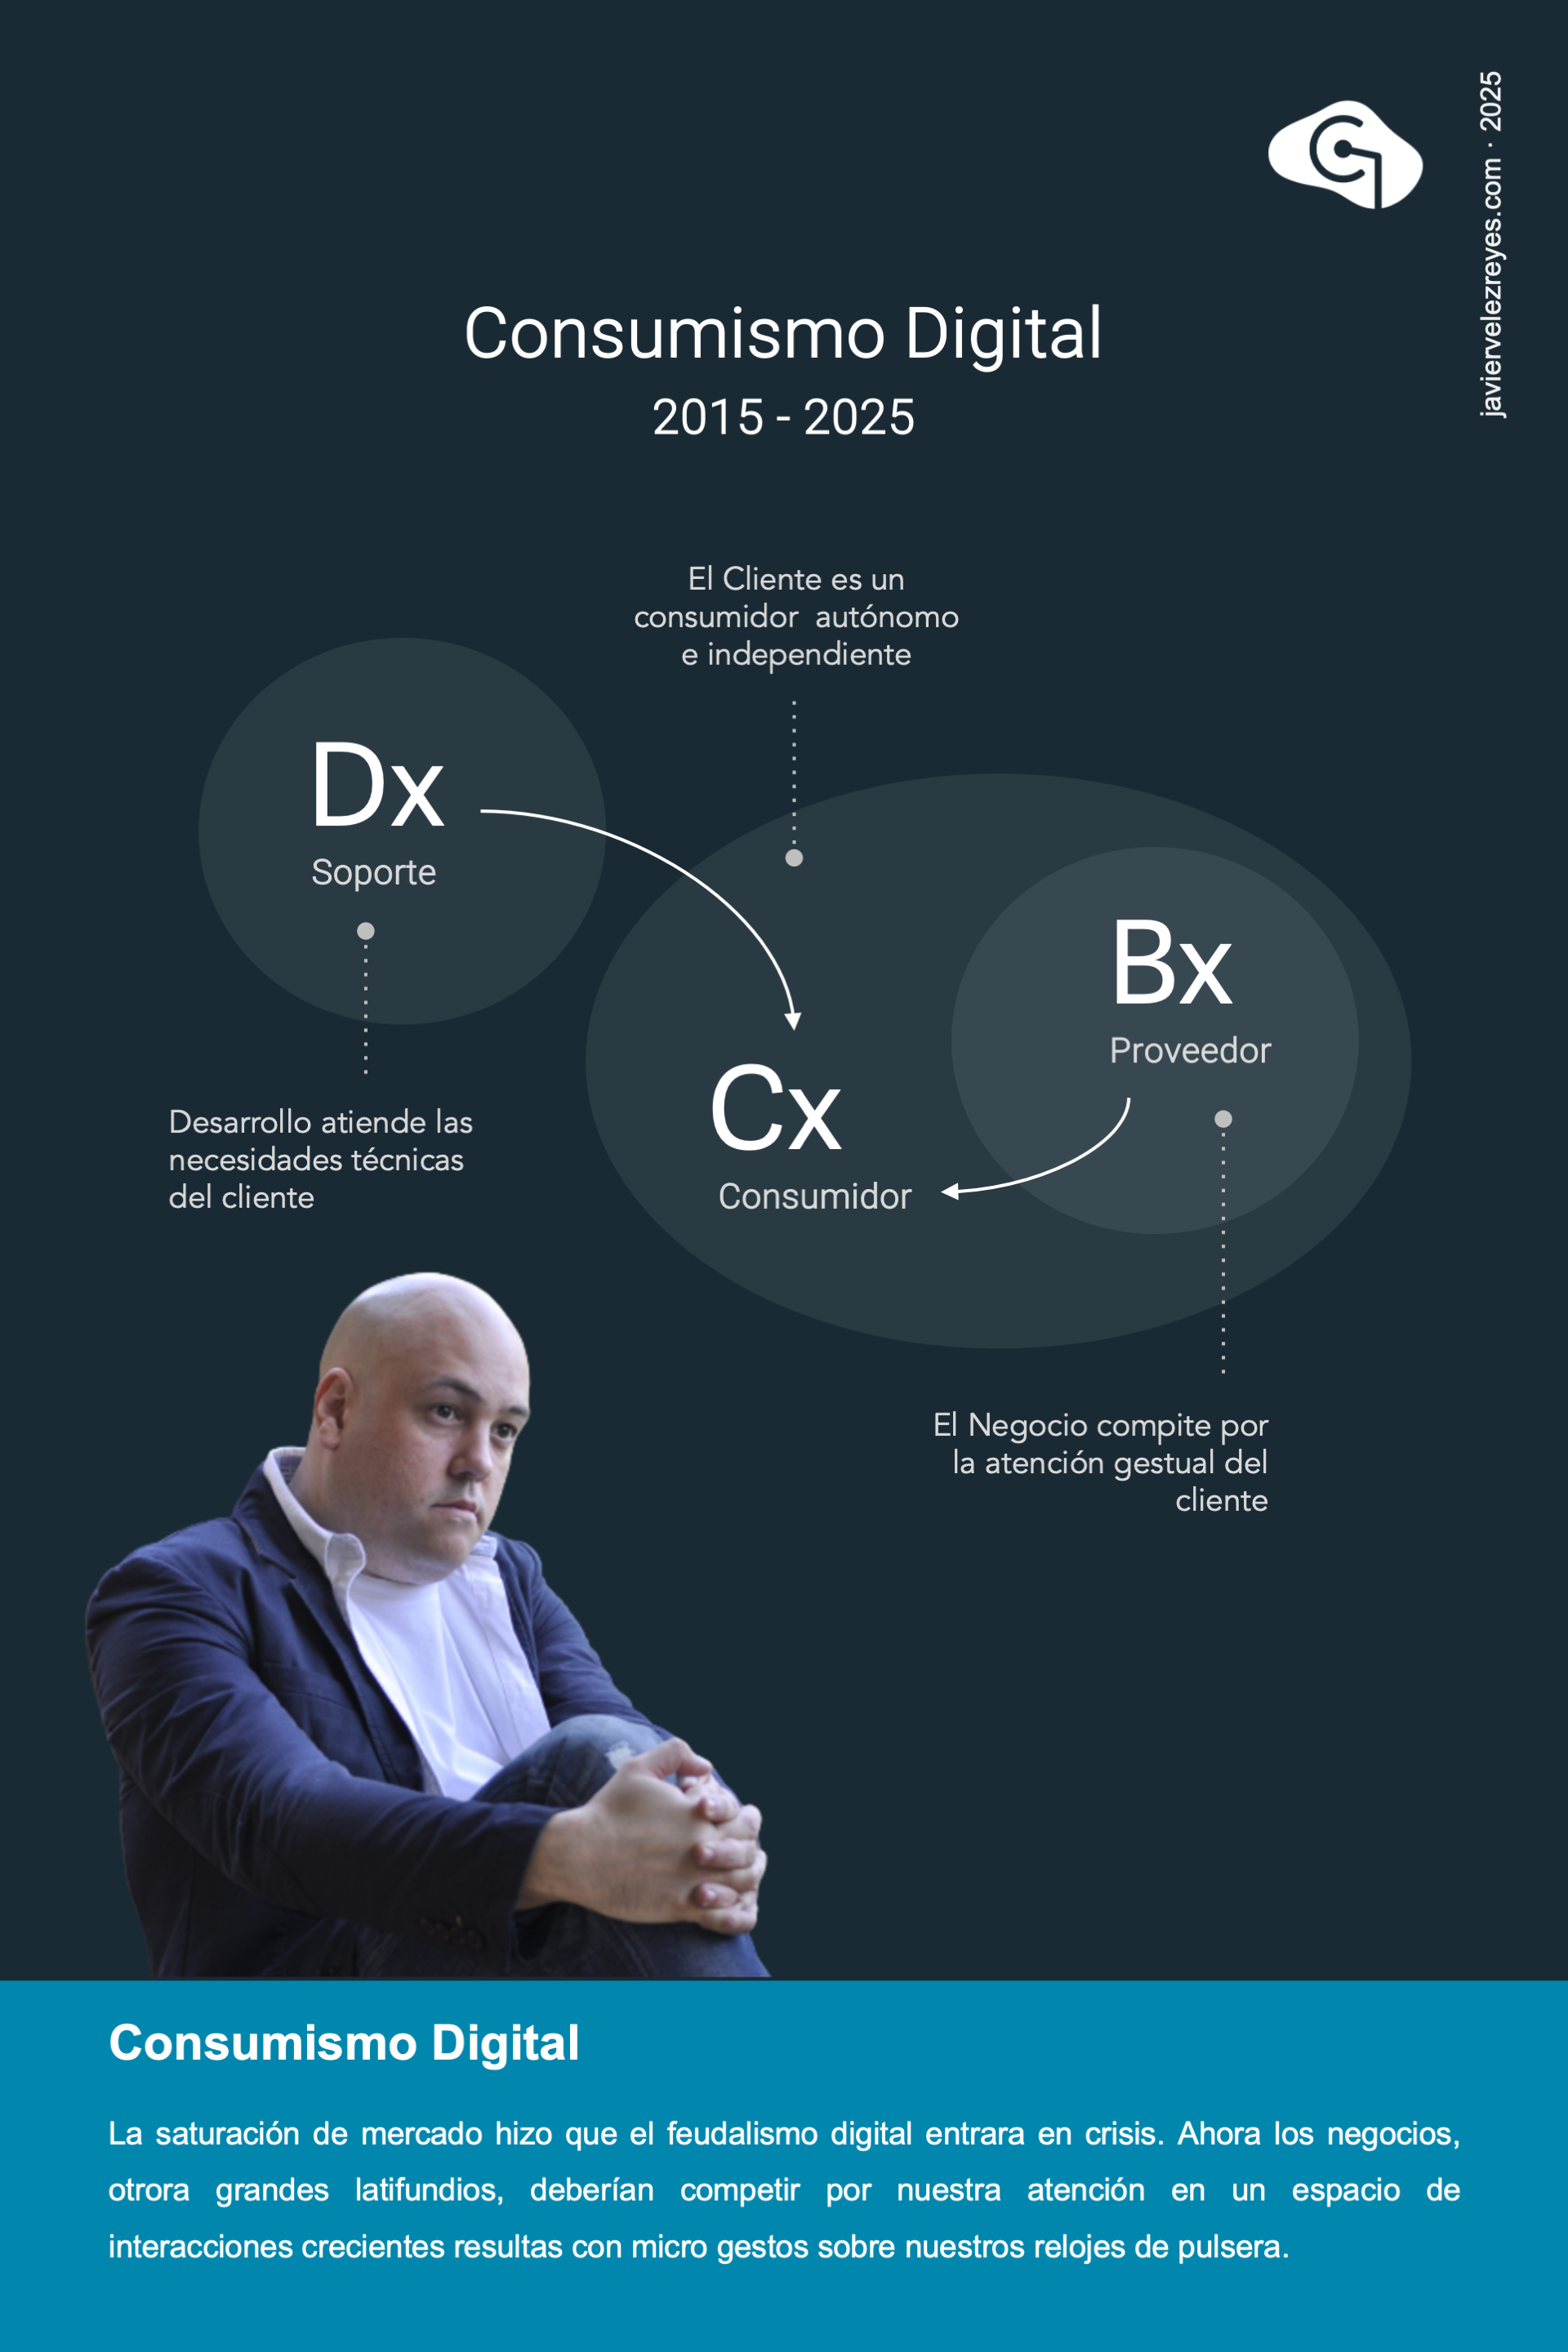 javiervelezreyes.com · 2025
Consumismo Digital
2015 - 2025
El Cliente es un
consumidor autónomo
e independiente
Dx
Soporte
Desarrollo atiende las
necesidades técnicas
del cliente
Cx
Consumidor
Bx
Proveedor
El Negocio compite por
la atención gestual del
cliente
Consumismo Digital
La saturación de mercado hizo que el feudalismo digital entrara en crisis. Ahora los negocios,
otrora grandes latifundios, deberían competir por nuestra atención en un espacio de
interacciones crecientes resultas con micro gestos sobre nuestros relojes de pulsera.